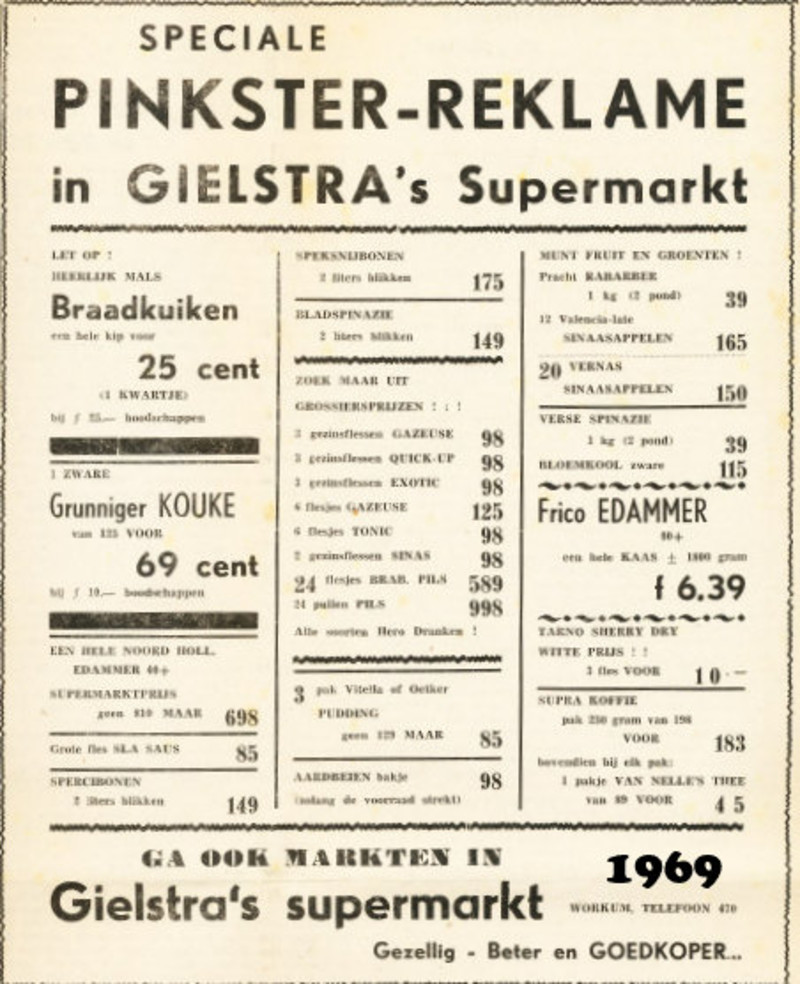 SPECIALE
PINKSTER-REKLAME
in GIELSTRA's Supermarkt
LET OP !
HEERLIJK MALS
Braadkuiken
een hele kip voor
25 cent
(1 KWARTJE)
bij f 25.— boodschappen
1 ZWARE
Grunniger KOUKE
van 125 VOOR
69 cent
bij f 10.— boodschappen
EEN HELE NOORD HOLL.
EDAMMER 40+
SUPERMARKTPRIJS
geen 810 MAAR 698
Grote fles SLA SAUS 85
SPERCIBONEN
2 liters blikken 149
SPEKSNIJBONEN
2 liters blikken 175
BLADSPINAZIE
2 liters blikken 149
ZOEK MAAR UIT
GROSSIERSPRIJZEN ! : !
3 gezinsflessen GAZEUSE 98
3 gezinsflessen QUICK-UP 98
3 gezinsflessen EXOTIC 98
6 flesjes GAZEUSE 125
6 flesjes TONIC 98
2 gezinsflessen SINAS 98
24 flesjes BRAB. PILS 589
24 pullen PILS 998
Alle soorten Hero Dranken !
3 pak Vitella of Oetker
PUDDING
geen 129 MAAR 85
AARDBEIEN bakje 98
(zolang de voorraad strekt)
MUNT FRUIT EN GROENTEN !
Pracht RABARBER
1 kg (2 pond) 39
12 Valencia-late
SINAASAPPELEN 165
20 VERNAS
SINAASAPPELEN 150
VERSE SPINAZIE
1 kg (2 pond) 39
BLOEMKOOL zware 115
Frico EDAMMER
40+
een hele KAAS ± 1800 gram
f 6.39
TARNO SHERRY DRY
WITTE PRIJS ! !
3 fles VOOR 10.—
SUPRA KOFFIE
pak 250 gram van 198
VOOR 183
bovendien bij elk pak:
1 pakje VAN NELLE'S THEE
van 89 VOOR 45
GA OOK MARKTEN IN
1969
Gielstra's supermarkt
WORKUM, TELEFOON 470
Gezellig - Beter en GOEDKOPER...